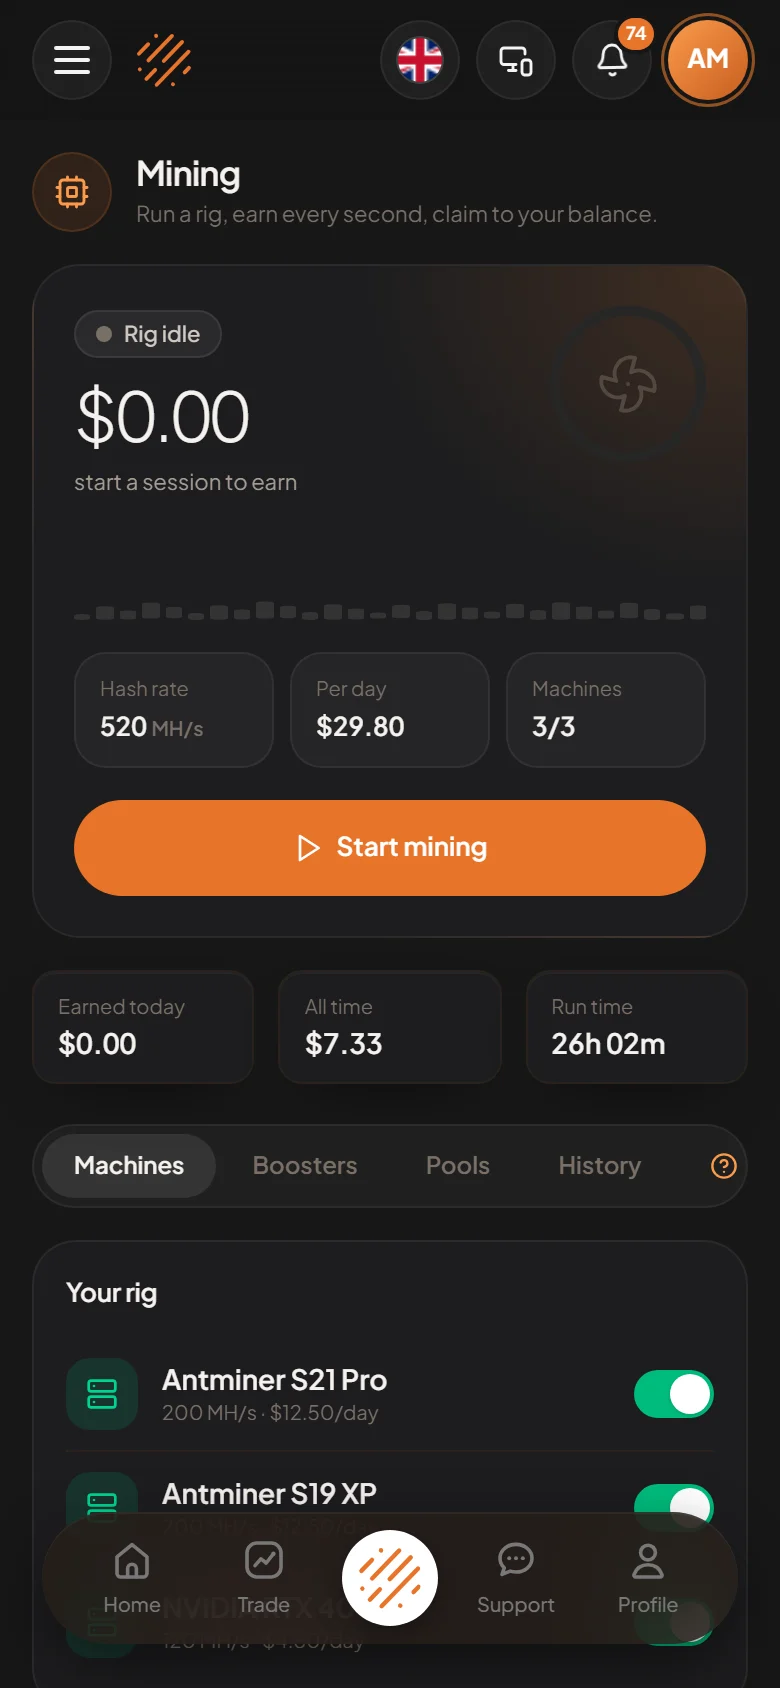 74
AM
Mining
Run a rig, earn every second, claim to your balance.
Rig idle
$0.00
start a session to earn
Hash rate
520 MH/s
Per day
$29.80
Machines
3/3
Start mining
Earned today
$0.00
All time
$7.33
Run time
26h 02m
Machines
Boosters
Pools
History
Your rig
Antminer S21 Pro
200 MH/s · $12.50/day
Antminer S19 XP
Home
Trade
Support
Profile